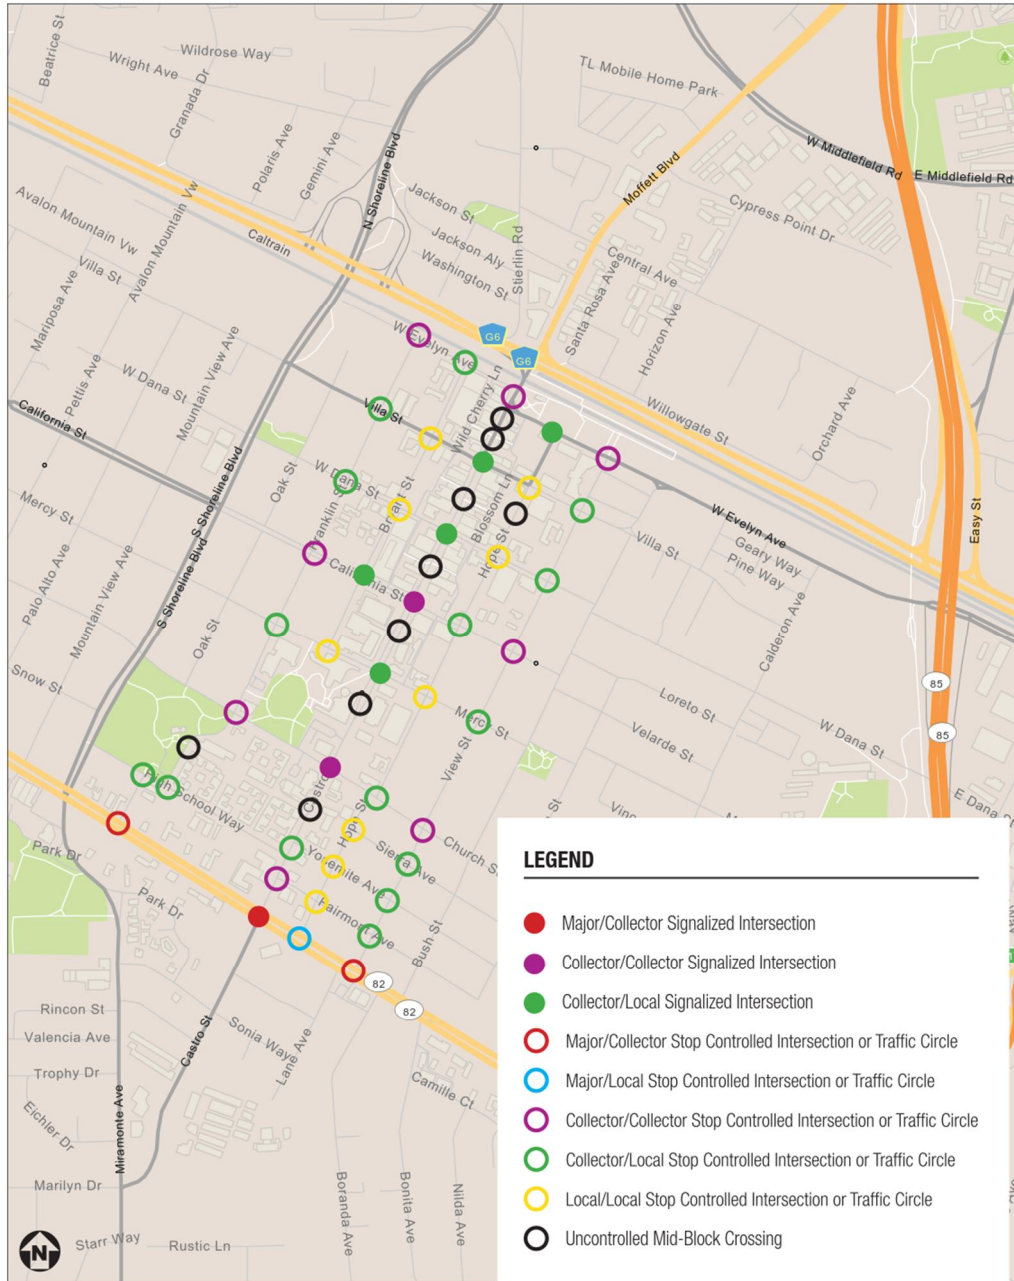 Beatrice St
Wildrose Way
Wright Ave
Granada Dr
Polaris Ave
Gemini Ave
N Shoreline Blvd
TL Mobile Home Park
Moffett Blvd
W Middlefield Rd
E Middlefield Rd
Avalon Mountain Vw
Avalon Mountain Vw
Villa St
Mariposa Ave
Caltrain
Jackson St
Jackson Aly
Washington St
Stierlin Rd
Cypress Point Dr
Central Ave
Santa Rosa Ave
Horizon Ave
W Evelyn Ave
G6
G6
Pettis Ave
W Dana St
Mountain View Ave
California St
Villa St
Wild Cherry Ln
Willowgate St
Orchard Ave
S Shoreline Blvd
Oak St
W Dana St
Franklin St
Bryant St
Blossom Ln
Hope St
Mercy St
W Evelyn Ave
Easy St
Villa St
Geary Way
Pine Way
Palo Alto Ave
Mountain View Ave
S Shoreline Blvd
California St
Calderon Ave
Oak St
Snow St
85
85
Loreto St
Velarde St
W Dana St
Mercy St
View St
Castro
Hope St
High School Way
Church S
Sierra Ave
Yosemite Ave
Fairmont Ave
Bush St
St
E Dana St
Park Dr
Park Dr
82
82
Rincon St
Valencia Ave
Trophy Dr
Eichler Dr
Miramonte Ave
Castro St
Sonia Way
Lane Ave
Camille Ct
Marilyn Dr
Boranda Ave
Bonita Ave
Nilda Ave
Starr Way
Rustic Ln
N
LEGEND
Major/Collector Signalized Intersection
Collector/Collector Signalized Intersection
Collector/Local Signalized Intersection
Major/Collector Stop Controlled Intersection or Traffic Circle
Major/Local Stop Controlled Intersection or Traffic Circle
Collector/Collector Stop Controlled Intersection or Traffic Circle
Collector/Local Stop Controlled Intersection or Traffic Circle
Local/Local Stop Controlled Intersection or Traffic Circle
Uncontrolled Mid-Block Crossing